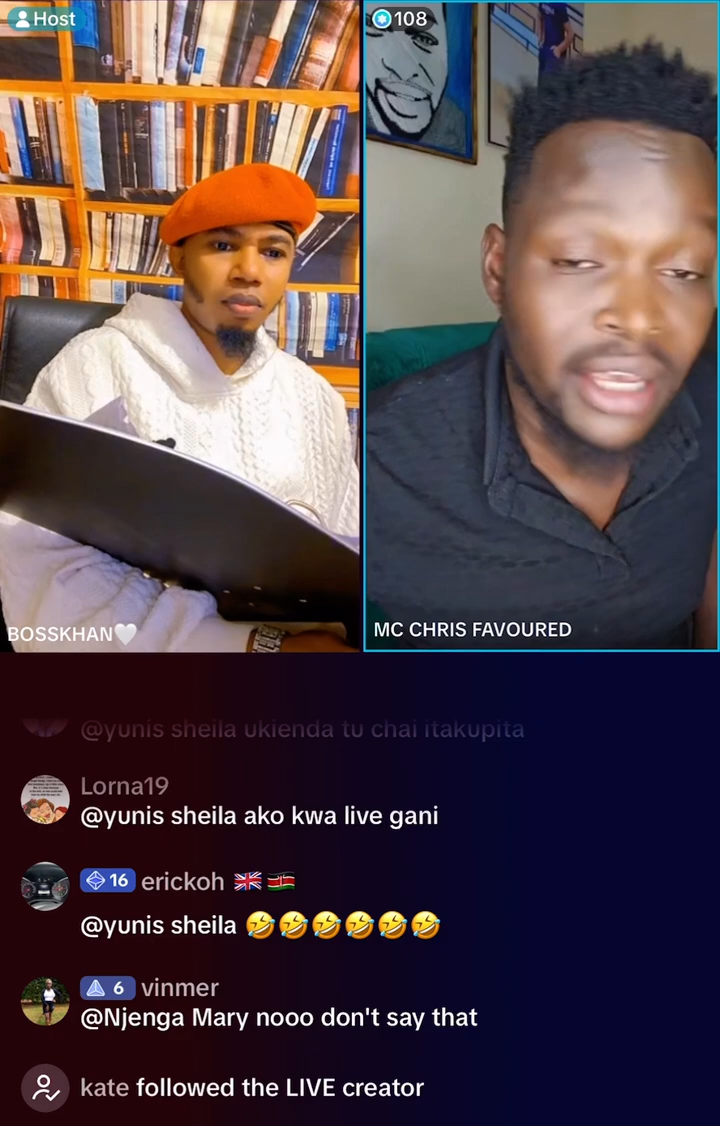 Host
108
BOSSKHAN🤍
MC CHRIS FAVOURED
@yunis sheila ukienda tu chai itakupita
Lorna19
@yunis sheila ako kwa live gani
16 erickoh 🇬🇧 🇰🇪
@yunis sheila 🤣🤣🤣🤣🤣🤣
6 vinmer
@Njenga Mary nooo don't say that
kate followed the LIVE creator